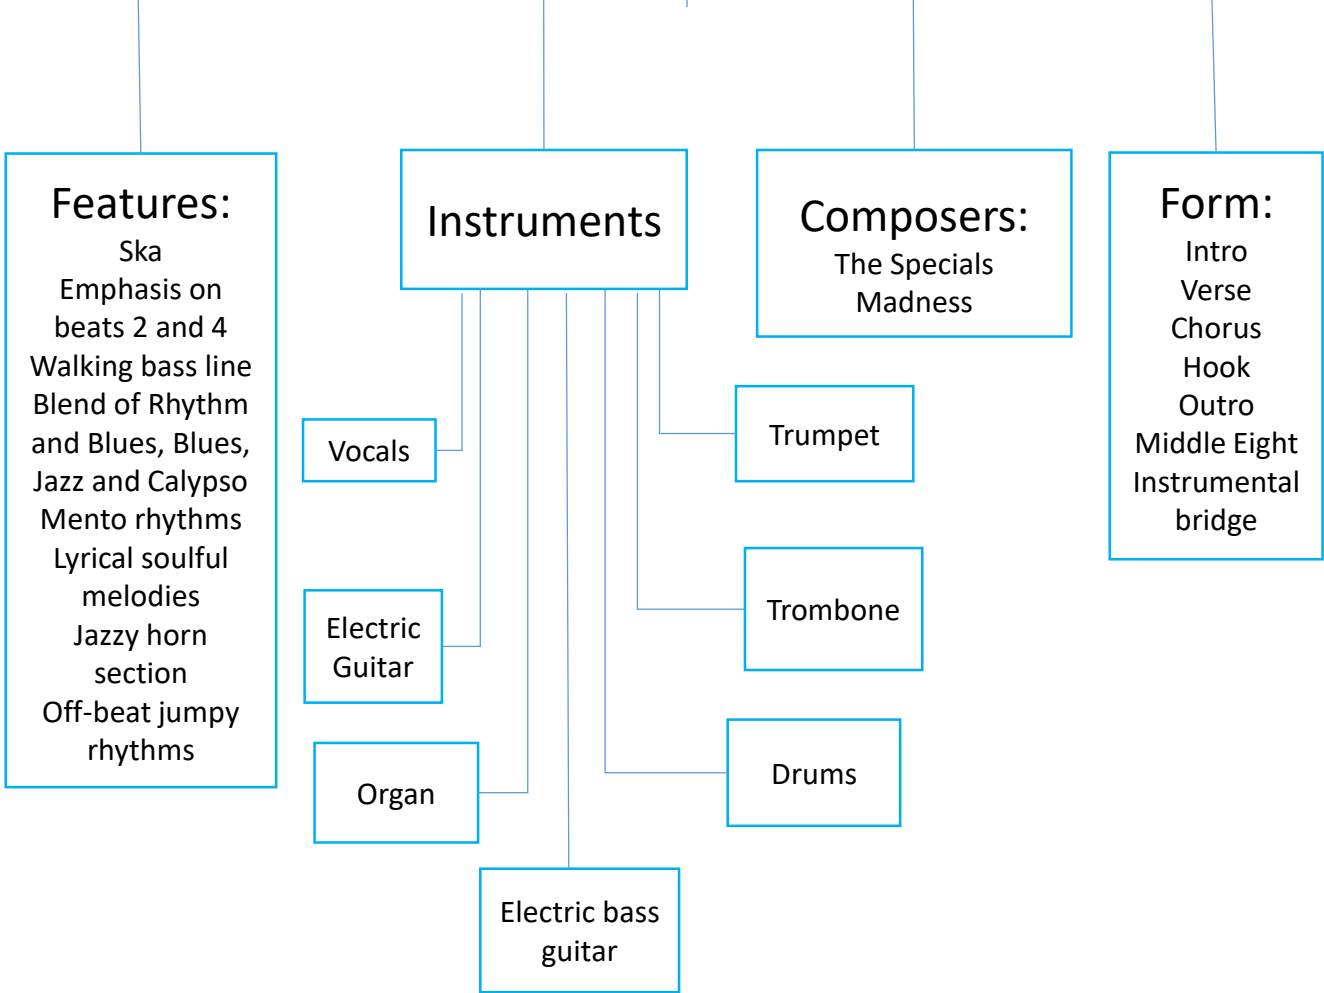 Features:
Ska
Emphasis on
beats 2 and 4
Walking bass line
Blend of Rhythm
and Blues, Blues,
Jazz and Calypso
Mento rhythms
Lyrical soulful
melodies
Jazzy horn
section
Off-beat jumpy
rhythms
Instruments
Vocals
Electric
Guitar
Organ
Electric bass
guitar
Trumpet
Trombone
Drums
Composers:
The Specials
Madness
Form:
Intro
Verse
Chorus
Hook
Outro
Middle Eight
Instrumental
bridge